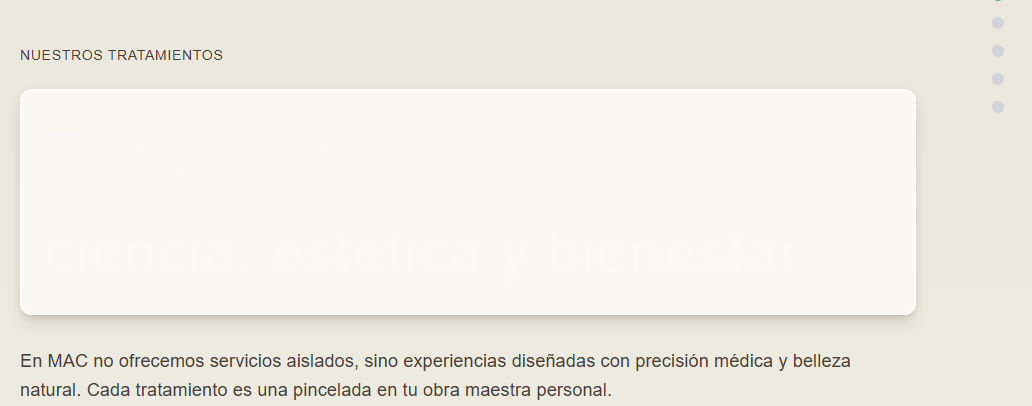 NUESTROS TRATAMIENTOS
ciencia, estética y bienestar
En MAC no ofrecemos servicios aislados, sino experiencias diseñadas con precisión médica y belleza
natural. Cada tratamiento es una pincelada en tu obra maestra personal.